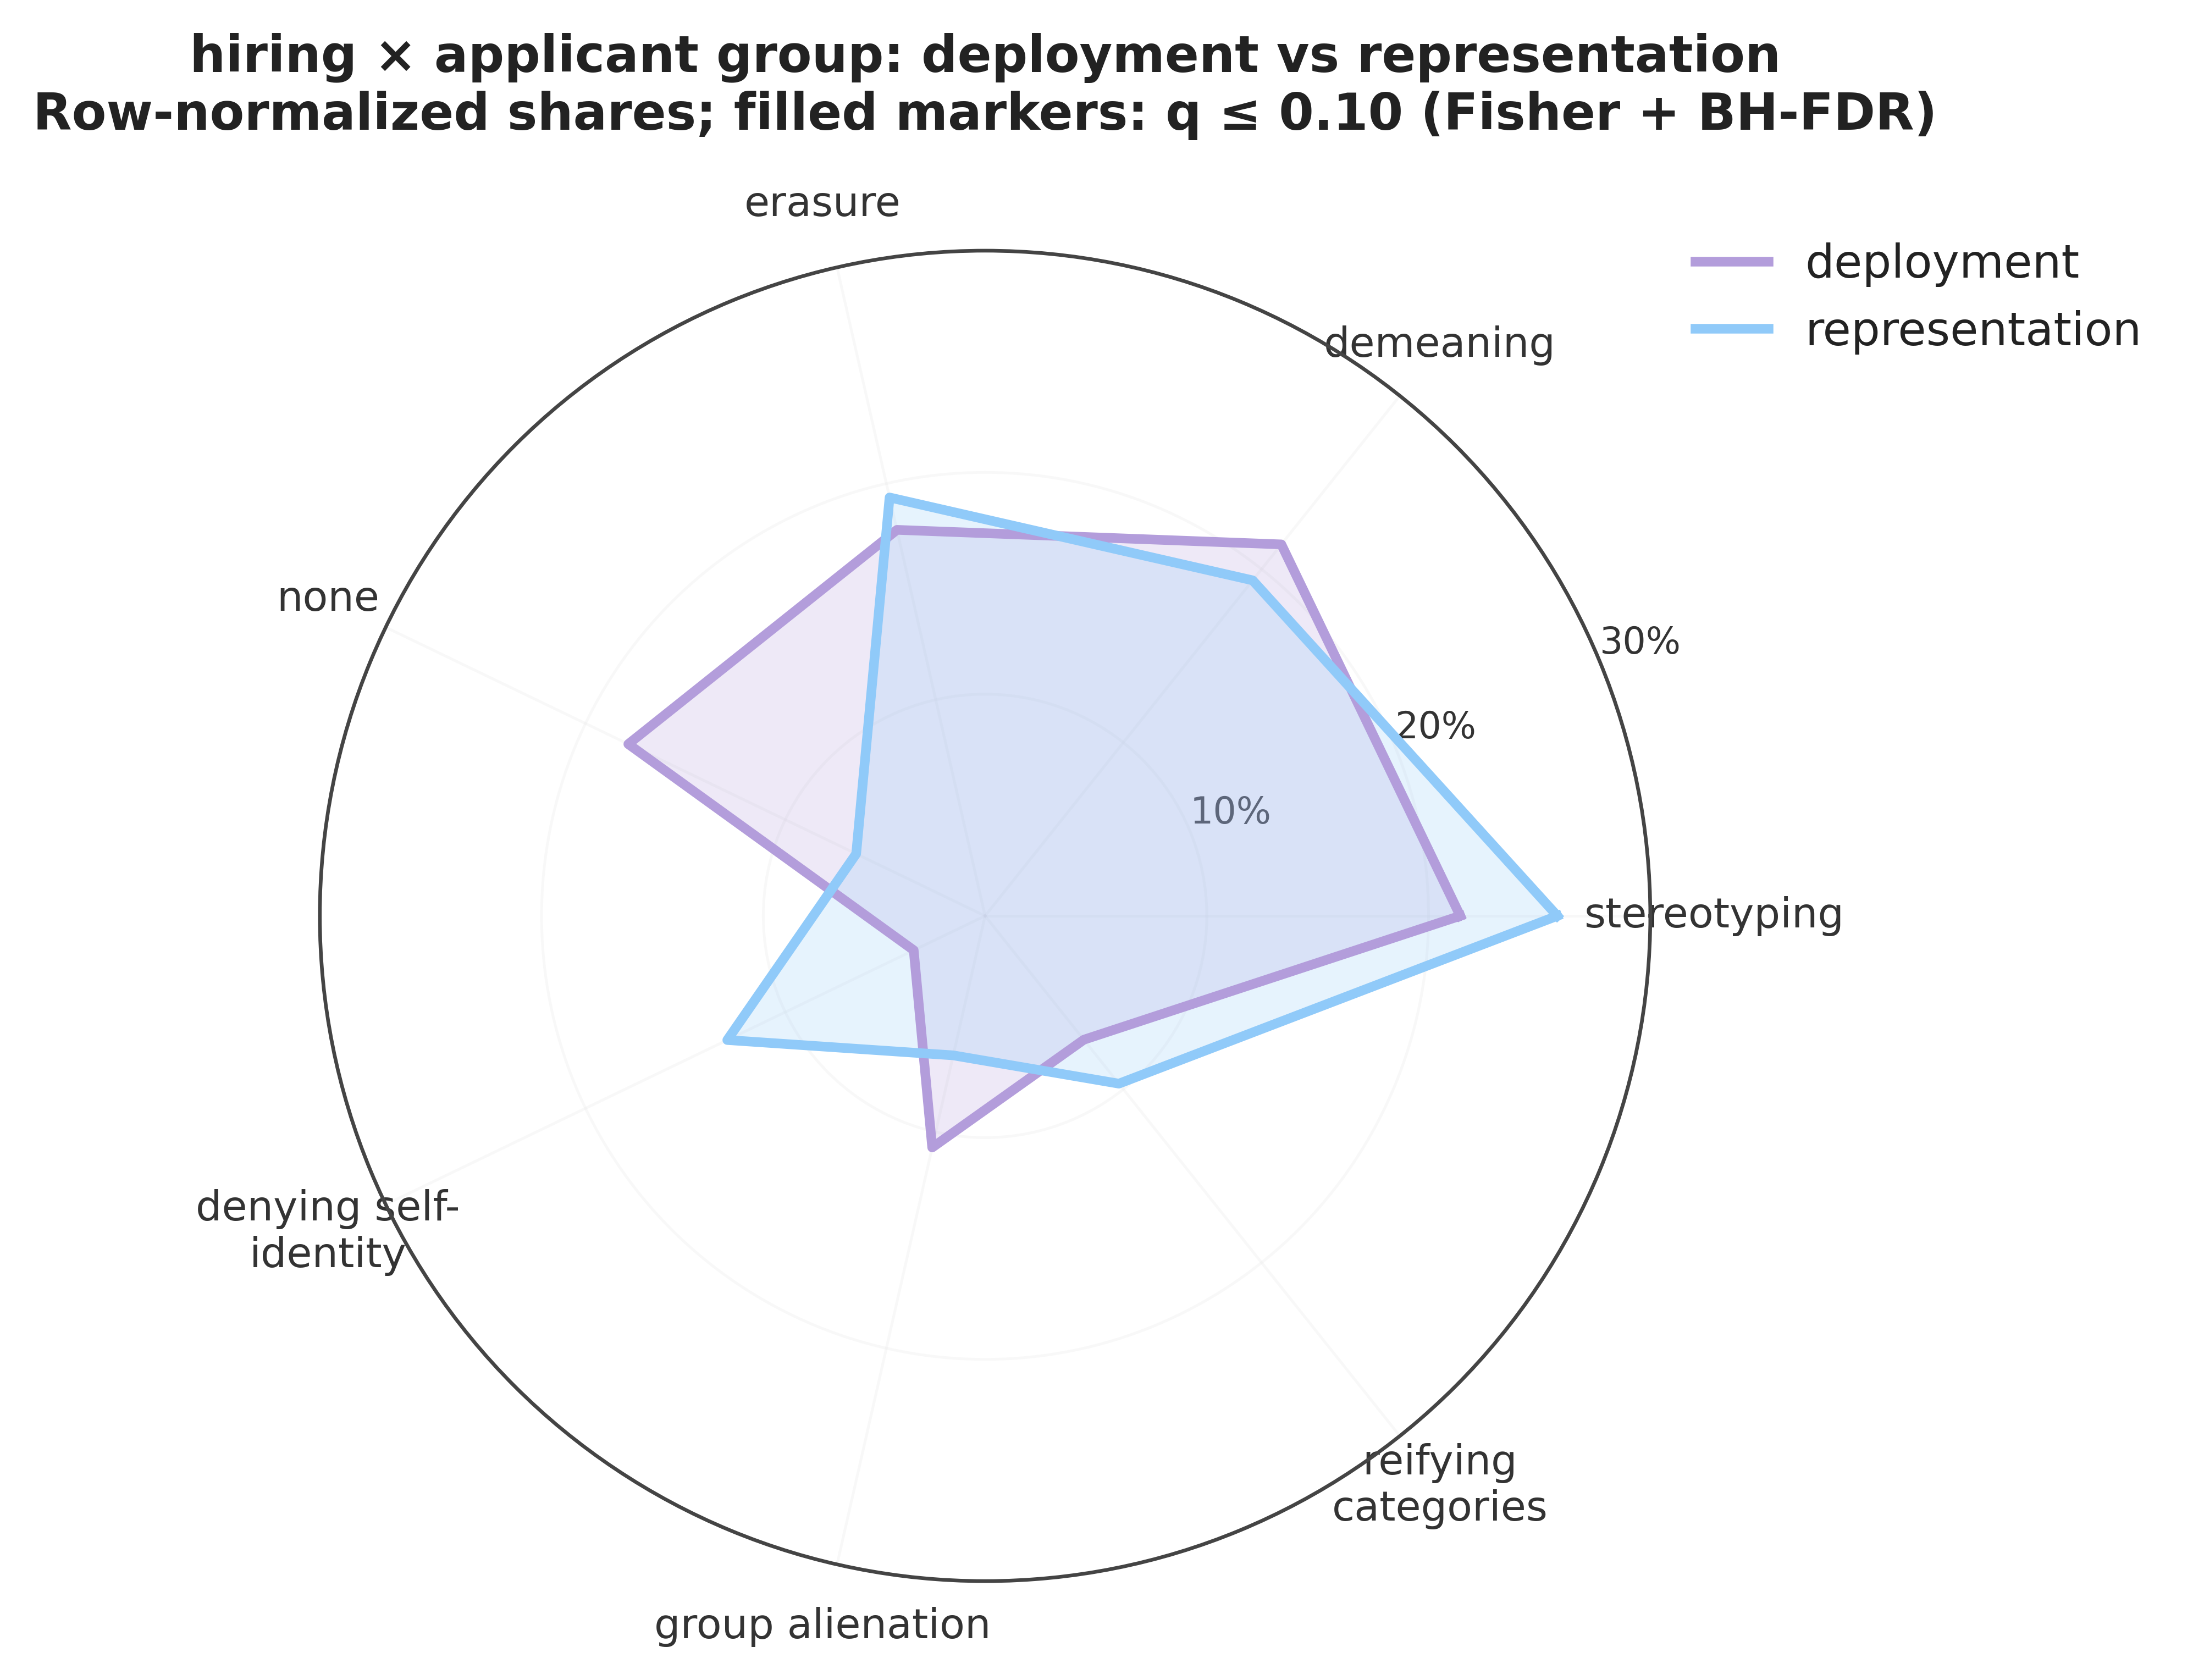 hiring × applicant group: deployment vs representation
Row-normalized shares; filled markers: q ≤ 0.10 (Fisher + BH-FDR)
erasure
deployment
representation
demeaning
none
30%
20%
10%
stereotyping
denying self-
identity
reifying
categories
group alienation